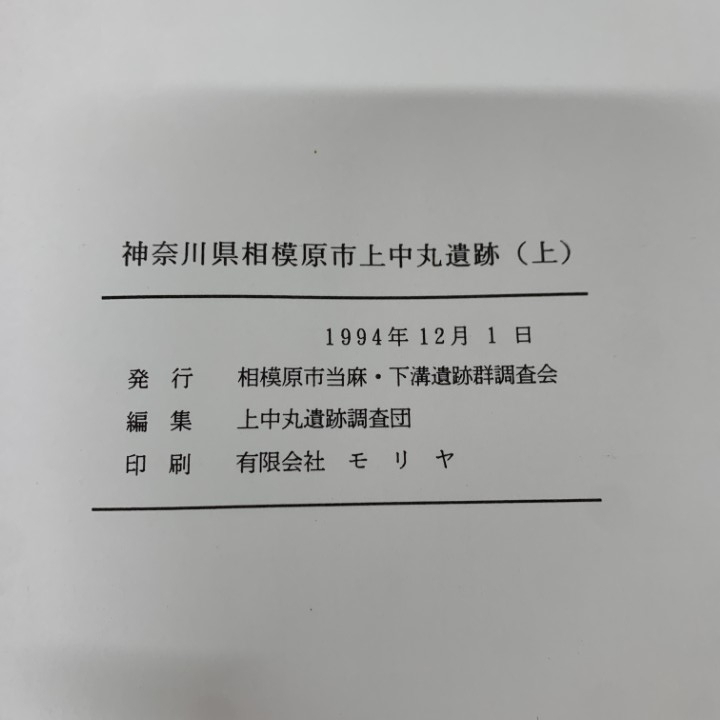 神奈川県相模原市上中丸遺跡（上）
1994年12月1日
発行 相模原市当麻・下溝遺跡群調査会
編集 上中丸遺跡調査団
印刷 有限会社 モリヤ